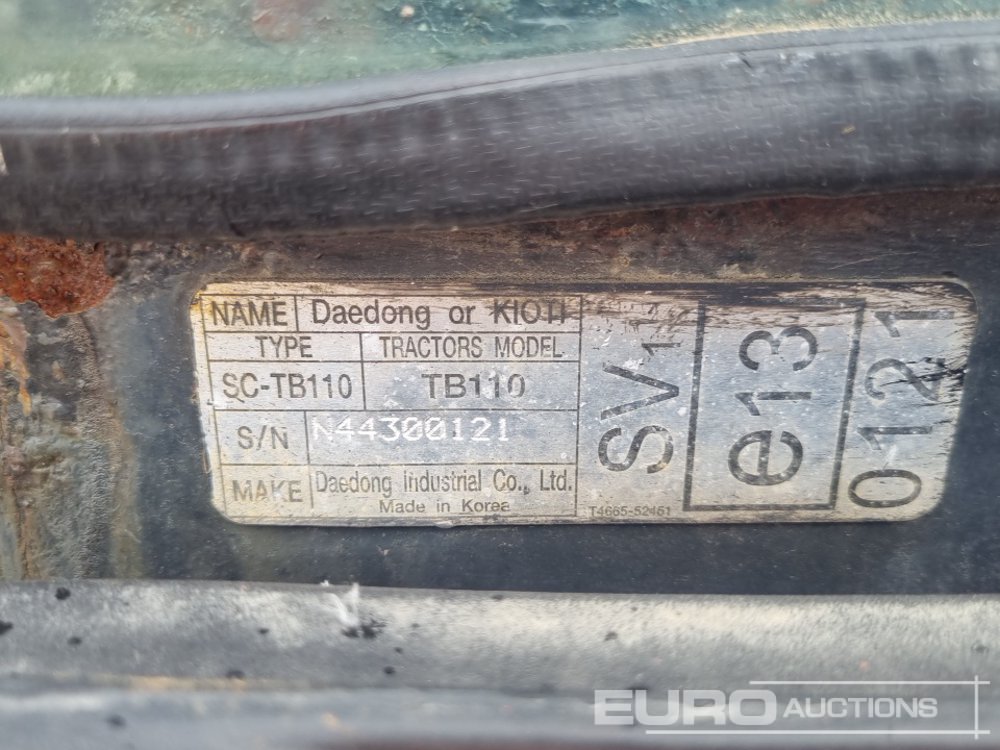 NAME Daedong or KIOTI
TYPE TRACTORS MODEL
SC-TB110 TB110
S/N N44300121
MAKE Daedong Industrial Co., Ltd.
Made in Korea
T4665-52451
SV1
e13
0121
EURO AUCTIONS